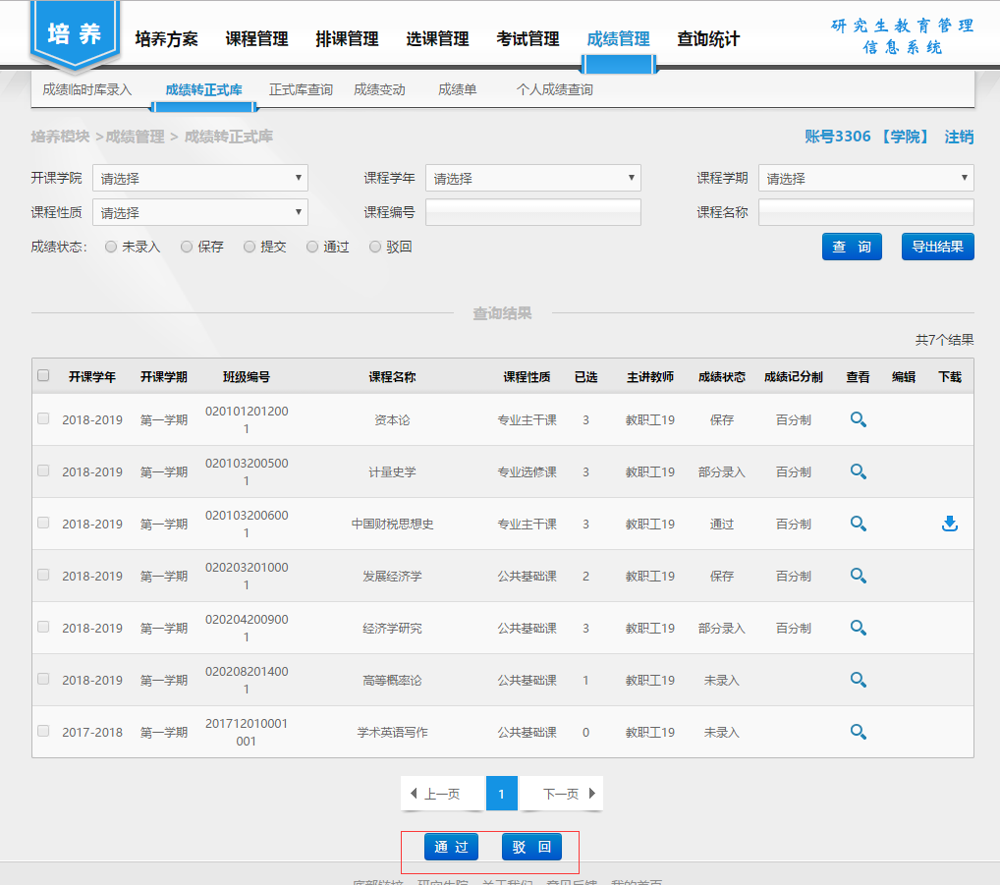 培 养
培养方案 课程管理 排课管理 选课管理 考试管理 成绩管理 查询统计
研究生教育管理
信息系统
成绩临时库录入 成绩转正式库 正式库查询 成绩变动 成绩单 个人成绩查询
培养模块 >成绩管理 > 成绩转正式库 账号3306 【学院】 注销
开课学院 请选择 课程学年 请选择 课程学期 请选择
课程性质 请选择 课程编号 课程名称
成绩状态: 未录入 保存 提交 通过 驳回 查 询 导出结果
查询结果
共7个结果
开课学年 开课学期 班级编号 课程名称 课程性质 已选 主讲教师 成绩状态 成绩记分制 查看 编辑 下载
2018-2019 第一学期 0201012012001 资本论 专业主干课 3 教职工19 保存 百分制
2018-2019 第一学期 0201032005001 计量史学 专业选修课 3 教职工19 部分录入 百分制
2018-2019 第一学期 0201032006001 中国财税思想史 专业主干课 3 教职工19 通过 百分制
2018-2019 第一学期 0202032010001 发展经济学 公共基础课 2 教职工19 保存 百分制
2018-2019 第一学期 0202042009001 经济学研究 公共基础课 3 教职工19 部分录入 百分制
2018-2019 第一学期 0202082014001 高等概率论 公共基础课 1 教职工19 未录入
2017-2018 第一学期 201712010001001 学术英语写作 公共基础课 0 教职工19 未录入
上一页 1 下一页
通 过 驳 回